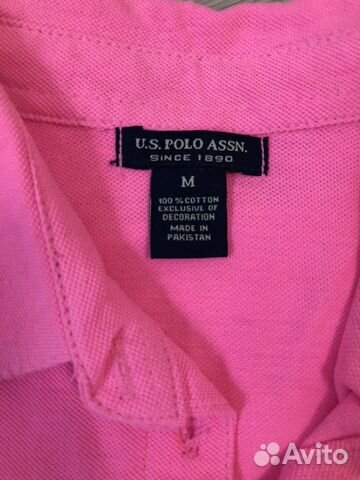 U.S. POLO ASSN.
SINCE 1890
M
100% COTTON
EXCLUSIVE OF
DECORATION
MADE IN
PAKISTAN
Avito